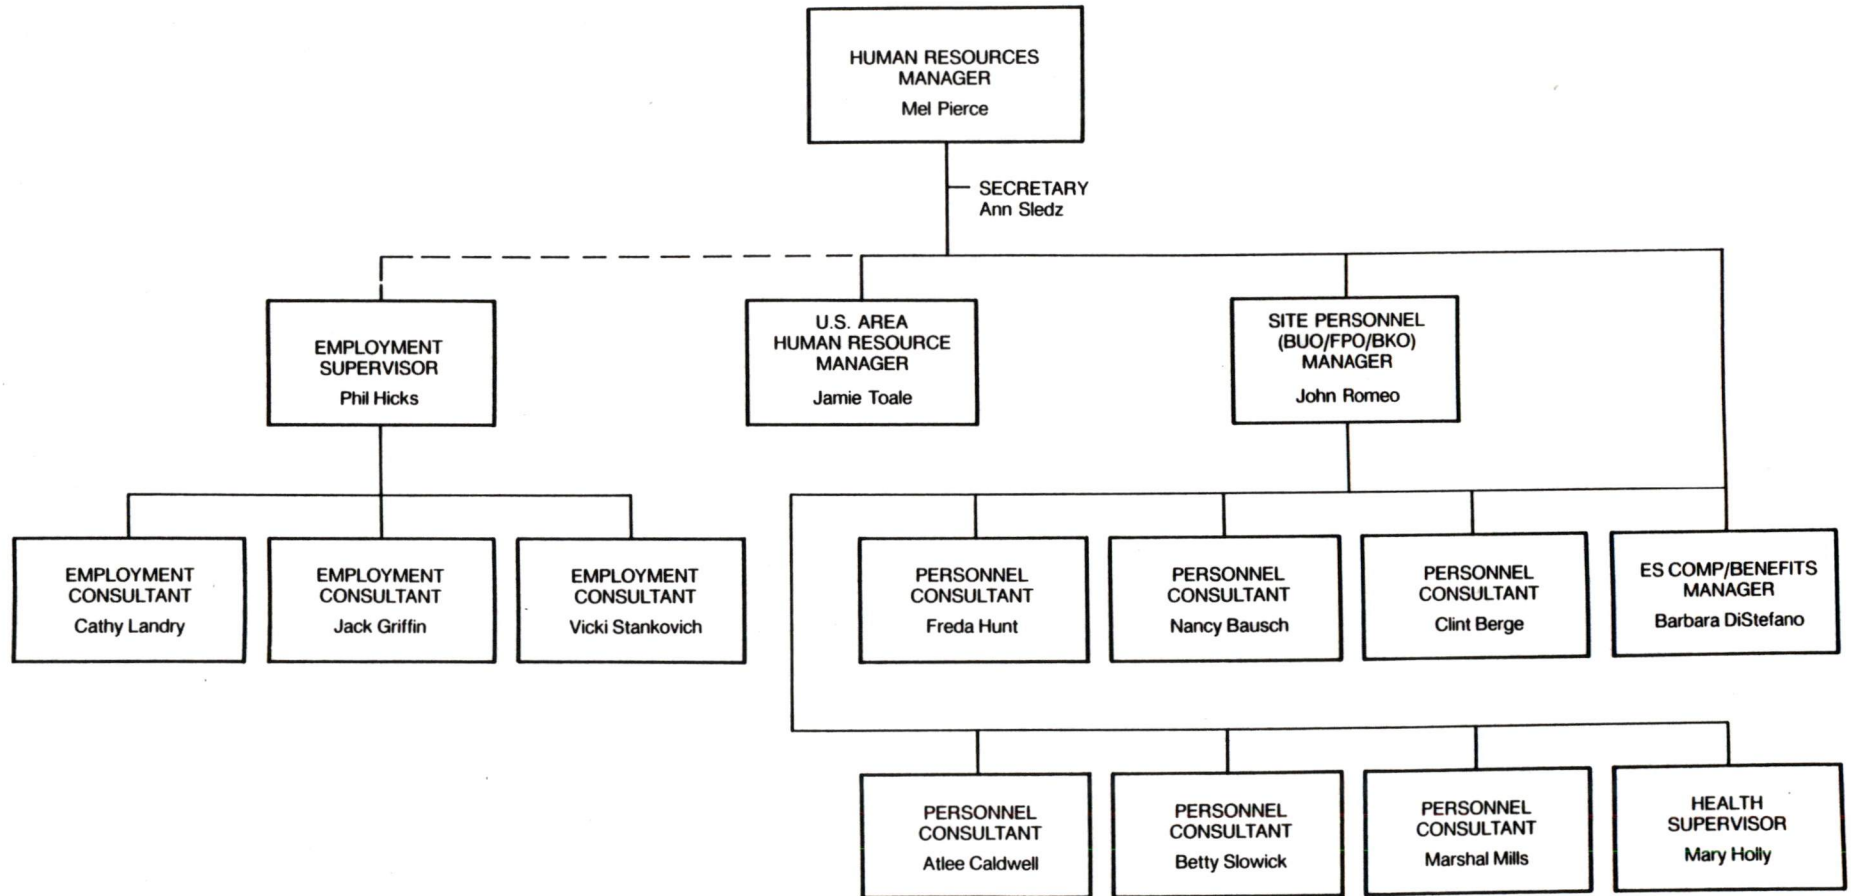 HUMAN RESOURCES
MANAGER
Mel Pierce
SECRETARY
Ann Sledz
EMPLOYMENT
SUPERVISOR
Phil Hicks
U.S. AREA
HUMAN RESOURCE
MANAGER
Jamie Toale
SITE PERSONNEL
(BUO/FPO/BKO)
MANAGER
John Romeo
EMPLOYMENT
CONSULTANT
Cathy Landry
EMPLOYMENT
CONSULTANT
Jack Griffin
EMPLOYMENT
CONSULTANT
Vicki Stankovich
PERSONNEL
CONSULTANT
Freda Hunt
PERSONNEL
CONSULTANT
Nancy Bausch
PERSONNEL
CONSULTANT
Clint Berge
ES COMP/BENEFITS
MANAGER
Barbara DiStefano
PERSONNEL
CONSULTANT
Atlee Caldwell
PERSONNEL
CONSULTANT
Betty Slowick
PERSONNEL
CONSULTANT
Marshal Mills
HEALTH
SUPERVISOR
Mary Holly